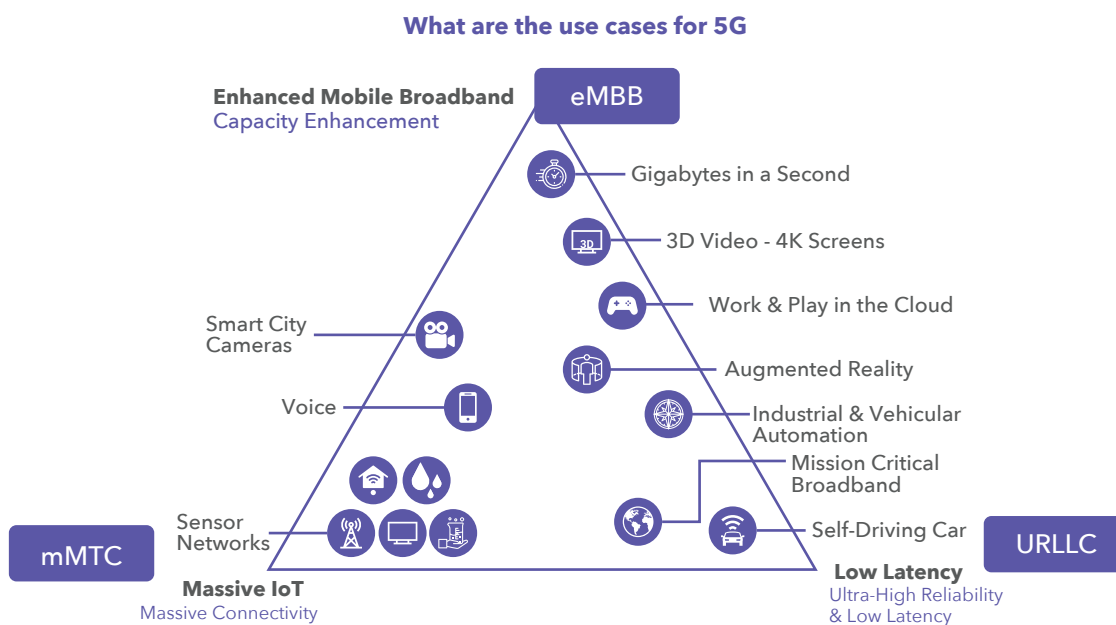 What are the use cases for 5G
eMBB
Enhanced Mobile Broadband
Capacity Enhancement
Gigabytes in a Second
3D
3D Video - 4K Screens
Work & Play in the Cloud
Smart City
Cameras
Augmented Reality
Voice
Industrial & Vehicular
Automation
Mission Critical
Broadband
Sensor
Networks
Self-Driving Car
mMTC
URLLC
Massive IoT
Massive Connectivity
Low Latency
Ultra-High Reliability
& Low Latency